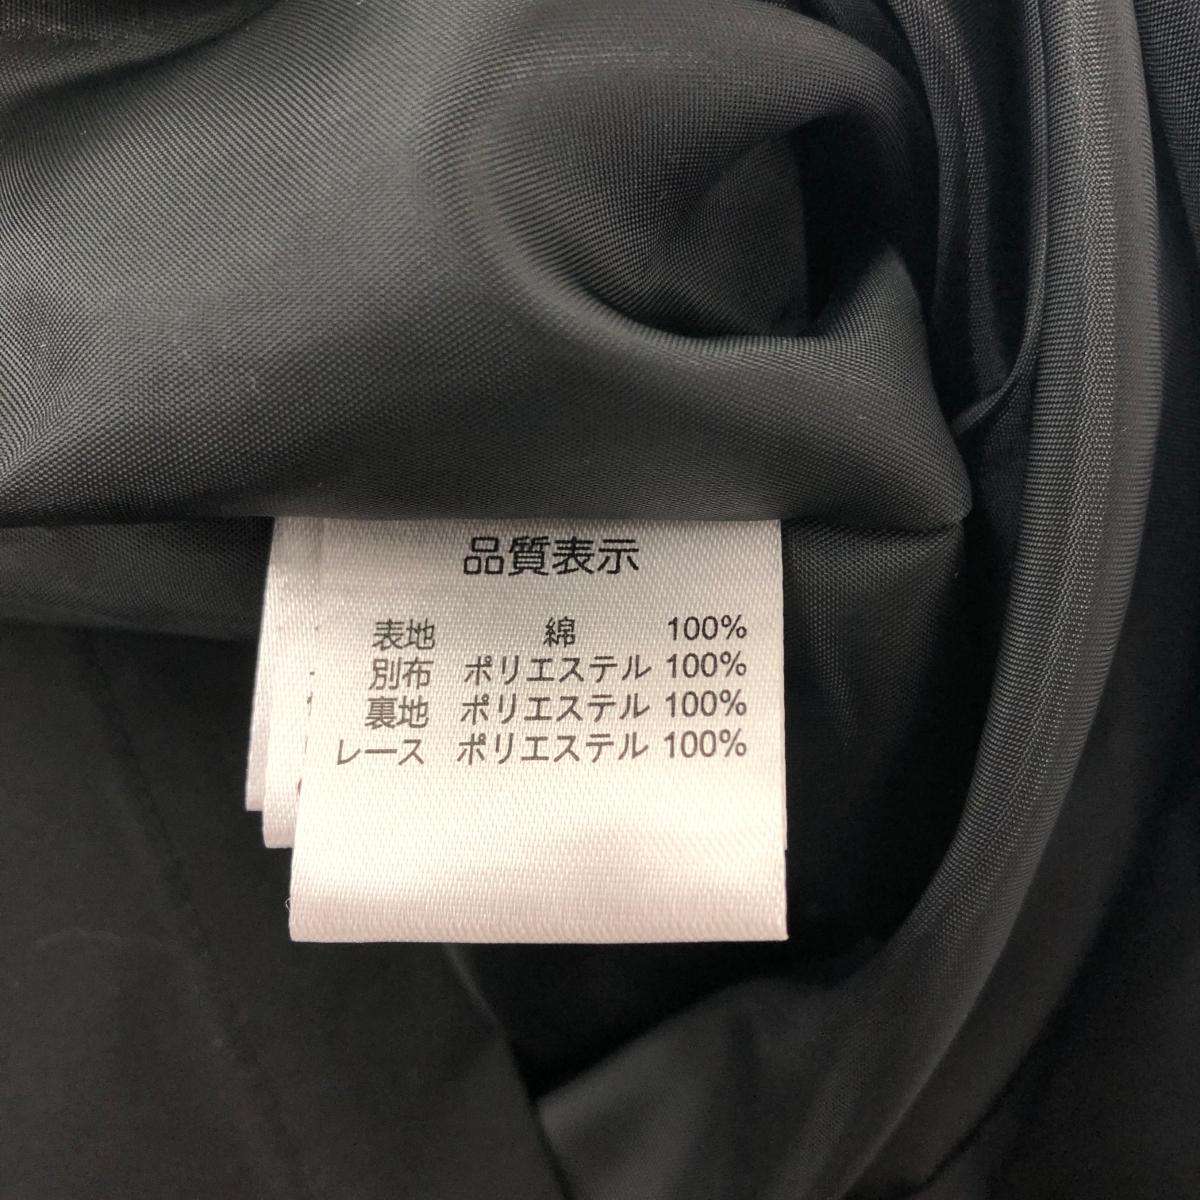 品質表示
表地 綿 100%
別布 ポリエステル 100%
裏地 ポリエステル 100%
レース ポリエステル 100%